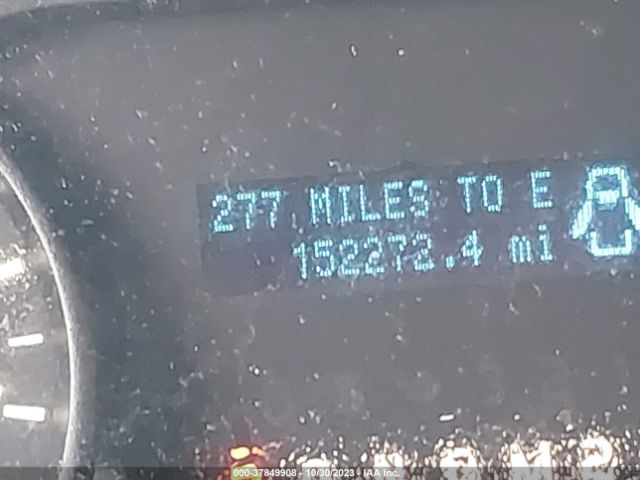 277 MILES TO E
152272.4 mi
000-37849908 - 10/30/2023 - IAA Inc.